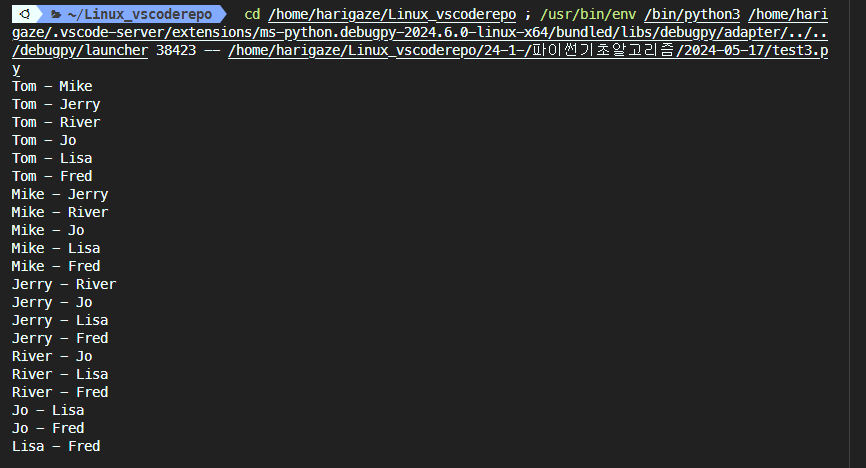 ~/Linux_vscoderepo cd /home/harigaze/Linux_vscoderepo ; /usr/bin/env /bin/python3 /home/hari
gaze/.vscode-server/extensions/ms-python.debugpy-2024.6.0-linux-x64/bundled/libs/debugpy/adapter/../..
/debugpy/launcher 38423 -- /home/harigaze/Linux_vscoderepo/24-1-/파이썬기초알고리즘/2024-05-17/test3.p
y
Tom - Mike
Tom - Jerry
Tom - River
Tom - Jo
Tom - Lisa
Tom - Fred
Mike - Jerry
Mike - River
Mike - Jo
Mike - Lisa
Mike - Fred
Jerry - River
Jerry - Jo
Jerry - Lisa
Jerry - Fred
River - Jo
River - Lisa
River - Fred
Jo - Lisa
Jo - Fred
Lisa - Fred